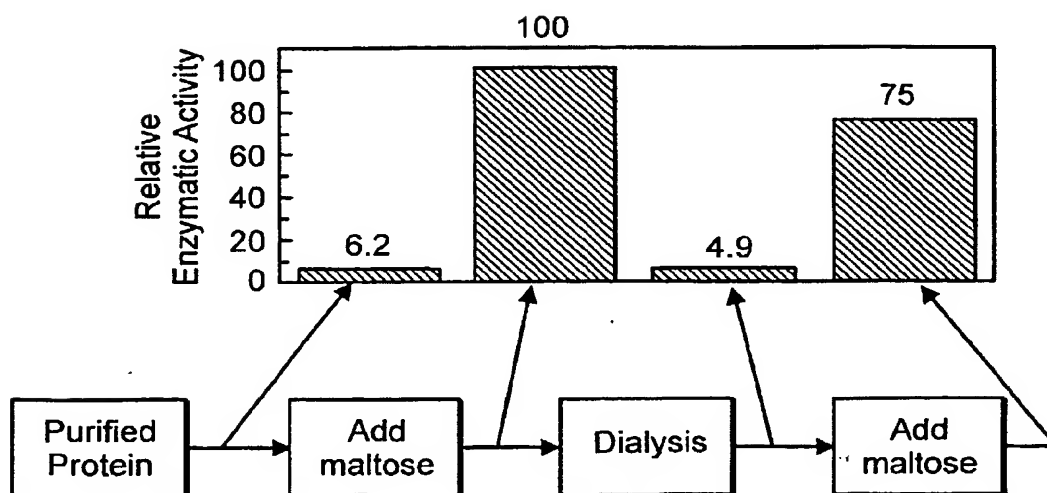 100
Relative
Enzymatic Activity
100
80
60
40
20
0
6.2
4.9
75
Purified
Protein
Add
maltose
Dialysis
Add
maltose